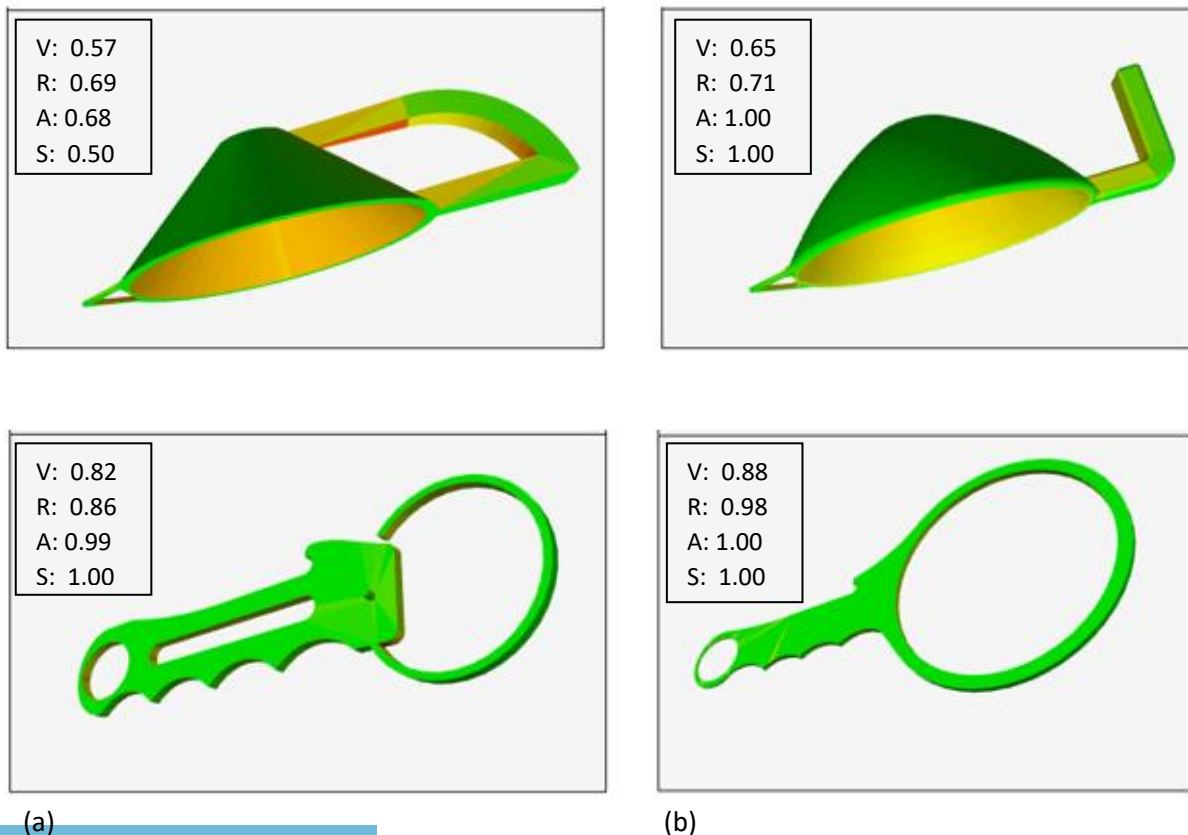 V: 0.57
R: 0.69
A: 0.68
S: 0.50
V: 0.65
R: 0.71
A: 1.00
S: 1.00
V: 0.82
R: 0.86
A: 0.99
S: 1.00
V: 0.88
R: 0.98
A: 1.00
S: 1.00
(a)
(b)